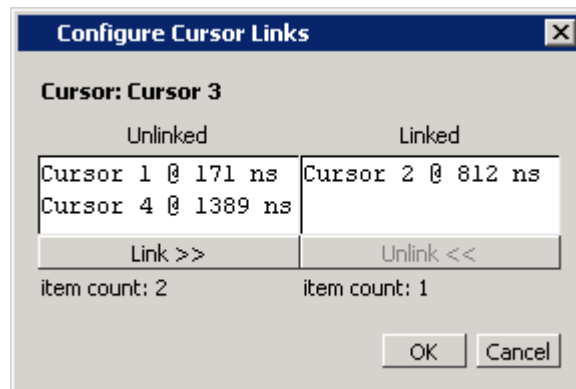 Configure Cursor Links
Cursor: Cursor 3
Unlinked
Linked
Cursor 1 @ 171 ns
Cursor 4 @ 1389 ns
Cursor 2 @ 812 ns
Link >>
Unlink <<
item count: 2
item count: 1
OK
Cancel